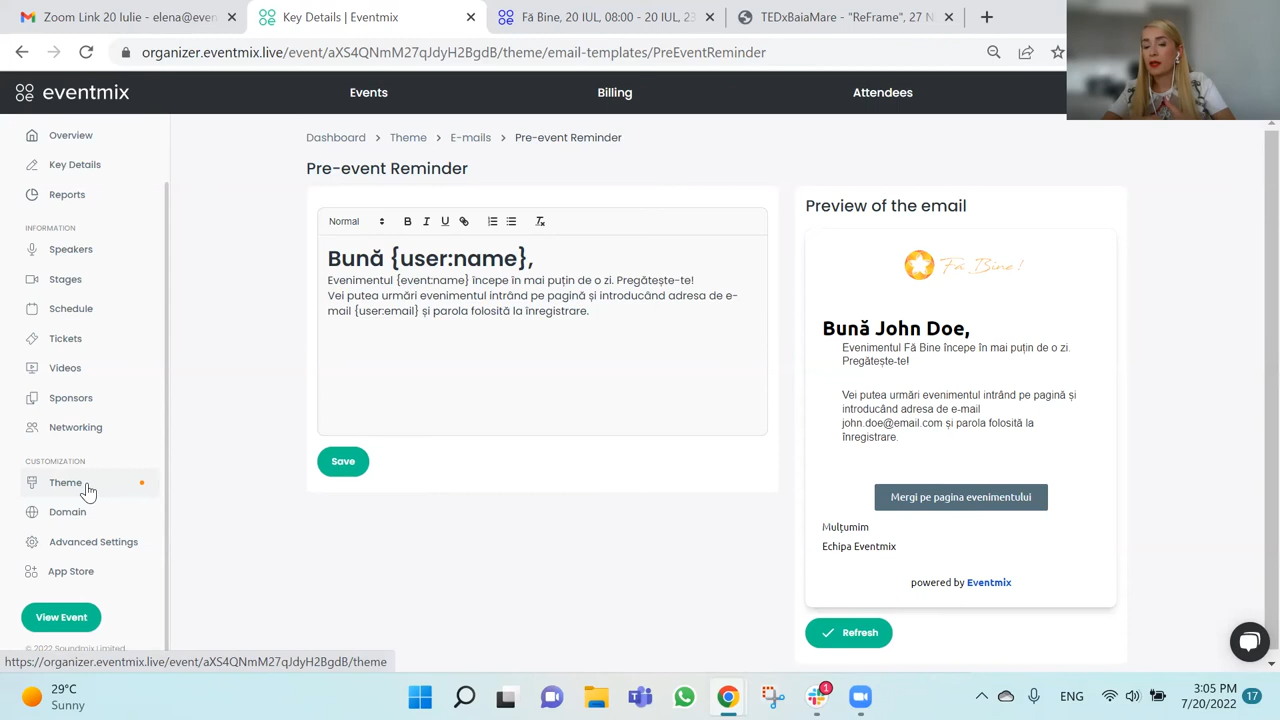 Zoom Link 20 Iulie - elena@even
Key Details | Eventmix
Fă Bine, 20 IUL, 08:00 - 20 IUL, 23
TEDxBaiaMare - "ReFrame", 27 N
organizer.eventmix.live/event/aXS4QNmM27qJdyH2BgdB/theme/email-templates/PreEventReminder
eventmix
Events
Billing
Attendees
Overview
Key Details
Reports
INFORMATION
Speakers
Stages
Schedule
Tickets
Videos
Sponsors
Networking
CUSTOMIZATION
Theme
Domain
Advanced Settings
App Store
View Event
© 2022 Soundmix Limited
https://organizer.eventmix.live/event/aXS4QNmM27qJdyH2BgdB/theme
Dashboard > Theme > E-mails > Pre-event Reminder
Pre-event Reminder
Normal B I U
Bună {user:name},
Evenimentul {event:name} începe în mai puțin de o zi. Pregătește-te!
Vei putea urmări evenimentul intrând pe pagină și introducând adresa de e-
mail {user:email} și parola folosită la înregistrare.
Save
Preview of the email
Fă Bine!
Bună John Doe,
Evenimentul Fă Bine începe în mai puțin de o zi.
Pregătește-te!
Vei putea urmări evenimentul intrând pe pagină și
introducând adresa de e-mail
john.doe@email.com și parola folosită la
înregistrare.
Mergi pe pagina evenimentului
Mulțumim
Echipa Eventmix
powered by Eventmix
Refresh
29°C
Sunny
1
ENG
3:05 PM
7/20/2022
17